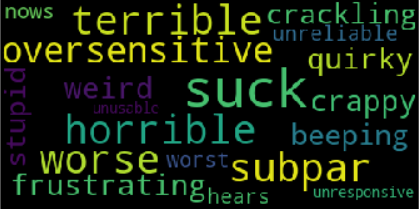 nows
terrible
crackling
unreliable
oversensitive
quirky
weird
suck
stupid
unusable
crappy
horrible
beeping
worse
worst
subpar
frustrating
hears
unresponsive